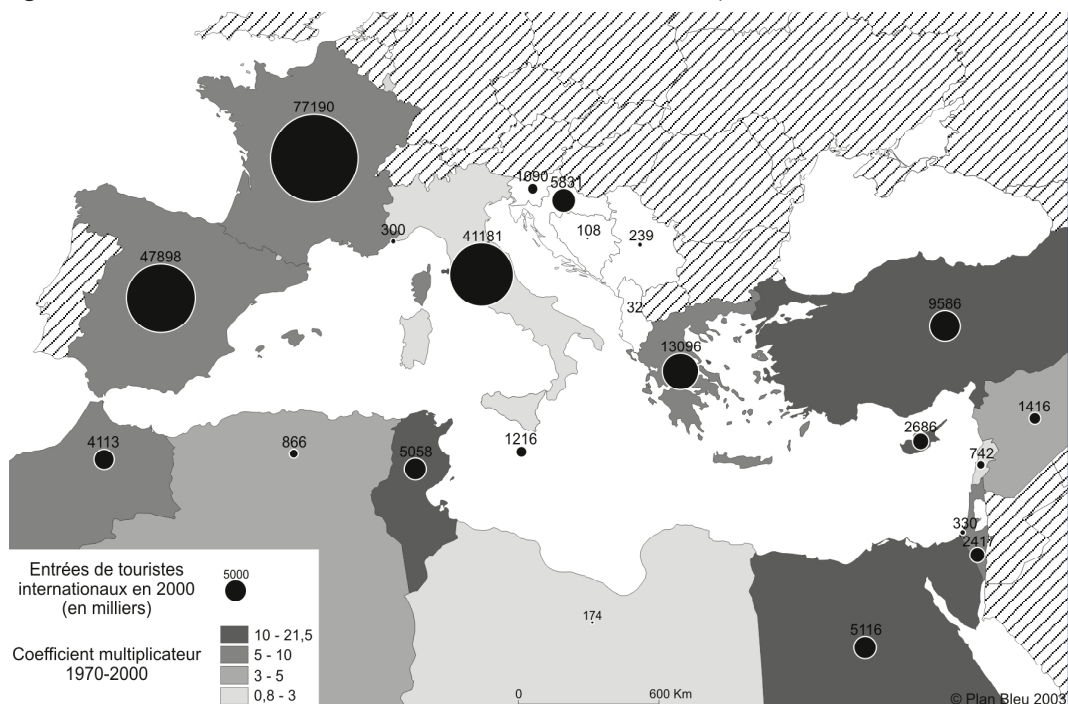 77190
1090
5831
300
41181
108
239
47898
32
9586
13096
1416
4113
866
5058
1216
2686
742
330
2417
174
5116
Entrées de touristes
internationaux en 2000
(en milliers)
5000
Coefficient multiplicateur
1970-2000
10 - 21,5
5 - 10
3 - 5
0,8 - 3
0
600 Km
© Plan Bleu 2003